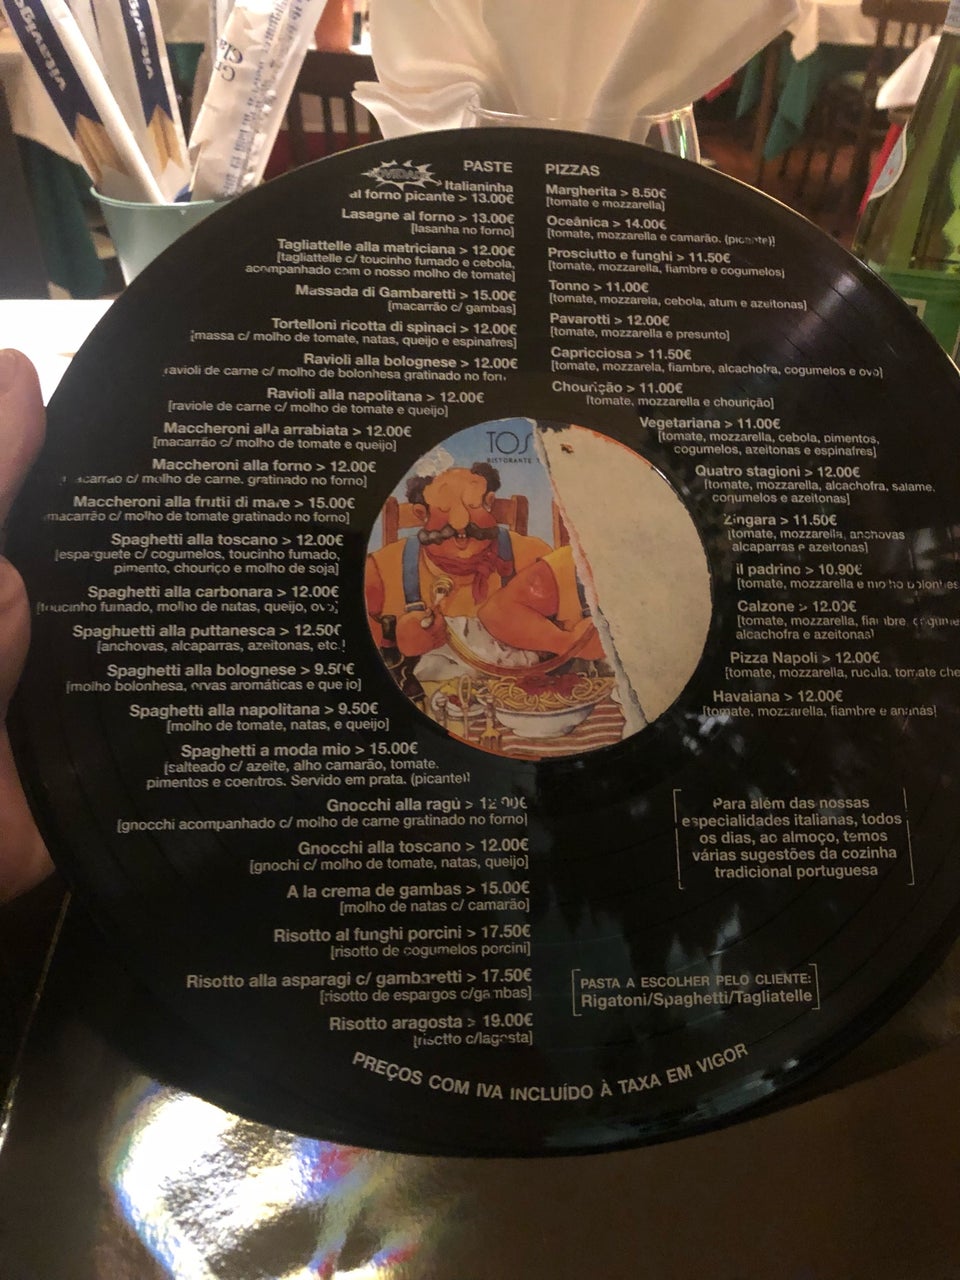 vitavigor
vitavigor
PASTE
Italianinha
al forno picante > 13.00€
Lasagne al forno > 13.00€
[lasanha no forno]
Tagliattelle alla matriciana > 12.00€
[tagliattelle c/ toucinho fumado e cebola,
acompanhado com o nosso molho de tomate]
Massada di Gambaretti > 15.00€
[macarrão c/ gambas]
Tortelloni ricotta di spinaci > 12.00€
[massa c/ molho de tomate, natas, queijo e espinafres]
Ravioli alla bolognese > 12.00€
ravioli de carne c/ molho de bolonhesa gratinado no
Ravioli alla napolitana > 12.00€
[raviole de carne c/ molho de tomate e queijo]
Maccheroni alla arrabiata > 12.00€
[macarrão c/ molho de tomate e queijo]
Maccheroni alla forno > 12.00€
c/ molho de carne. gratinado no forno]
Maccheroni alla frutii di mare > 15.00€
macarrão c/ molho de tomate gratinado no forno]
Spaghetti alla toscano > 12.00€
[esparguete c/ cogumelos, toucinho fumado,
pimento, chouriço e molho de soja]
Spaghetti alla carbonara > 12.00€
[toucinho fumado, molho de natas, queijo, ovo]
Spaghuetti alla puttanesca > 12.50€
[anchovas, alcaparras, azeitonas, etc.]
Spaghetti alla bolognese > 9.50€
[molho bolonhesa, ervas aromáticas e queijo]
Spaghetti alla napolitana > 9.50€
[molho de tomate, natas, e queijo]
Spaghetti a moda mio > 15.00€
[salteado c/ azeite, alho camarão, tomate.
pimentos e coentros. Servido em prata. (picante)]
Gnocchi alla ragù > 12.00€
[gnocchi acompanhado c/ molho de carne gratinado no forno]
Gnocchi alla toscano > 12.00€
[gnochi c/ molho de tomate, natas, queijo]
A la crema de gambas > 15.00€
[molho de natas c/ camarão]
Risotto al funghi porcini > 17.50€
[risotto de cogumelos porcini]
Risotto alla asparagi c/ gambaretti > 17.50€
[risotto de espargos c/gambas]
Risotto aragosta > 19.00€
[risotto c/lagosta]
PIZZAS
Margherita > 8.50€
[tomate e mozzarella]
Oceânica > 14.00€
[tomate, mozzarella e camarão. (picante)]
Prosciutto e funghi > 11.50€
[tomate, mozzarella, fiambre e cogumelos]
Tonno > 11.00€
[tomate, mozzarela, cebola, atum e azeitonas]
Pavarotti > 12.00€
[tomate, mozzarella e presunto]
Capricciosa > 11.50€
[tomate, mozzarela, fiambre, alcachofra, cogumelos e ovo]
Chourição > 11.00€
[tomate, mozzarella e chourição]
Vegetariana > 11.00€
[tomate, mozzarella, cebola, pimentos,
cogumelos, azeitonas e espinafres]
Quatro stagioni > 12.00€
[tomate, mozzarella, alcachofra, salame,
cogumelos e azeitonas]
Zingara > 11.50€
[tomate, mozzarella, anchovas
alcaparras e azeitonas]
il padrino > 10.90€
[tomate, mozzarella e molho
Calzone > 12.00€
[tomate, mozzarella, fiambre,
alcachofra e azeitonas]
Pizza Napoli > 12.00€
[tomate, mozzarella, rucula, tomate che
Havaiana > 12.00€
[tomate, mozzarella, fiambre e ananás]
TOS
RISTORANTE
Para além das nossas
especialidades italianas, todos
os dias, ao almoço, temos
várias sugestões da cozinha
tradicional portuguesa
PASTA A ESCOLHER PELO CLIENTE:
Rigatoni/Spaghetti/Tagliatelle
PREÇOS COM IVA INCLUÍDO À TAXA EM VIGOR